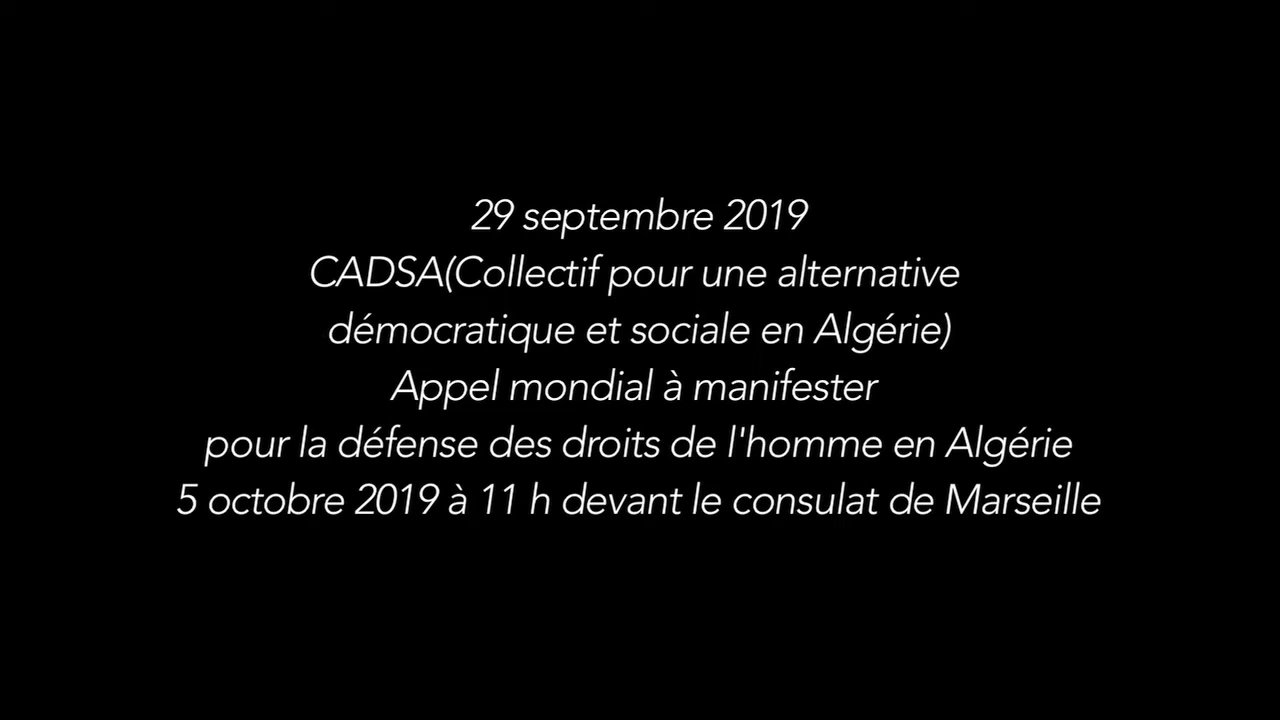 29 septembre 2019
CADSA(Collectif pour une alternative
démocratique et sociale en Algérie)
Appel mondial à manifester
pour la défense des droits de l'homme en Algérie
5 octobre 2019 à 11 h devant le consulat de Marseille